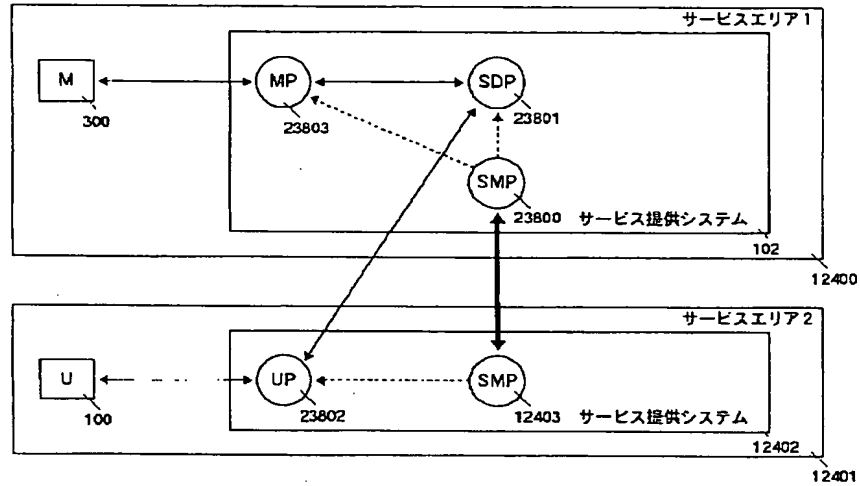 サービスエリア1
M
300
MP
23803
SDP
23801
SMP
23800
サービス提供システム
102
12400
サービスエリア2
U
100
UP
23802
SMP
12403
サービス提供システム
12402
12401